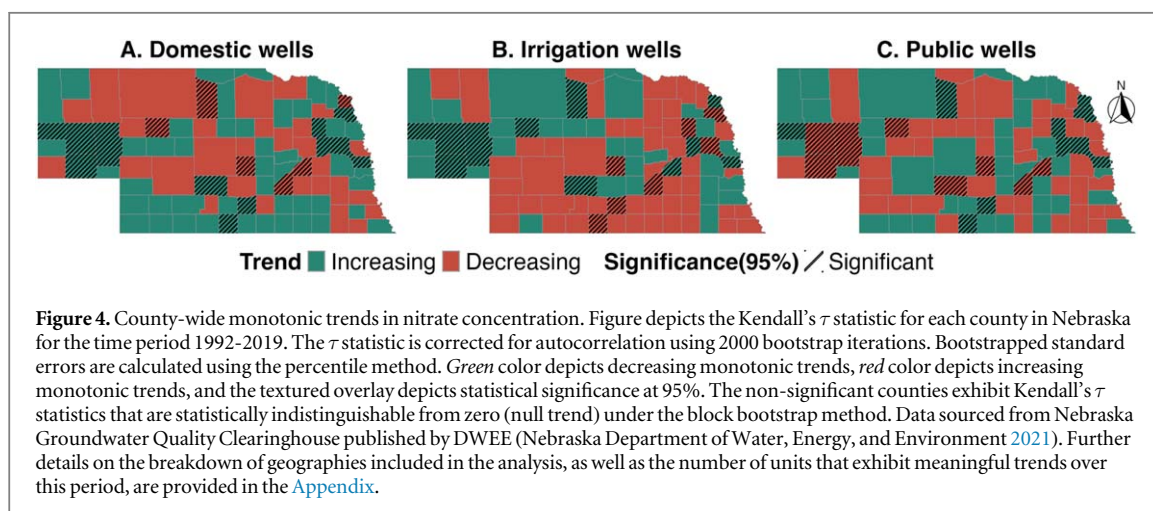 A. Domestic wells
B. Irrigation wells
C. Public wells
N
Trend Increasing Decreasing Significance(95%) Significant
Figure 4. County-wide monotonic trends in nitrate concentration. Figure depicts the Kendall's τ statistic for each county in Nebraska
for the time period 1992-2019. The τ statistic is corrected for autocorrelation using 2000 bootstrap iterations. Bootstrapped standard
errors are calculated using the percentile method. Green color depicts decreasing monotonic trends, red color depicts increasing
monotonic trends, and the textured overlay depicts statistical significance at 95%. The non-significant counties exhibit Kendall's τ
statistics that are statistically indistinguishable from zero (null trend) under the block bootstrap method. Data sourced from Nebraska
Groundwater Quality Clearinghouse published by DWEE (Nebraska Department of Water, Energy, and Environment 2021). Further
details on the breakdown of geographies included in the analysis, as well as the number of units that exhibit meaningful trends over
this period, are provided in the Appendix.